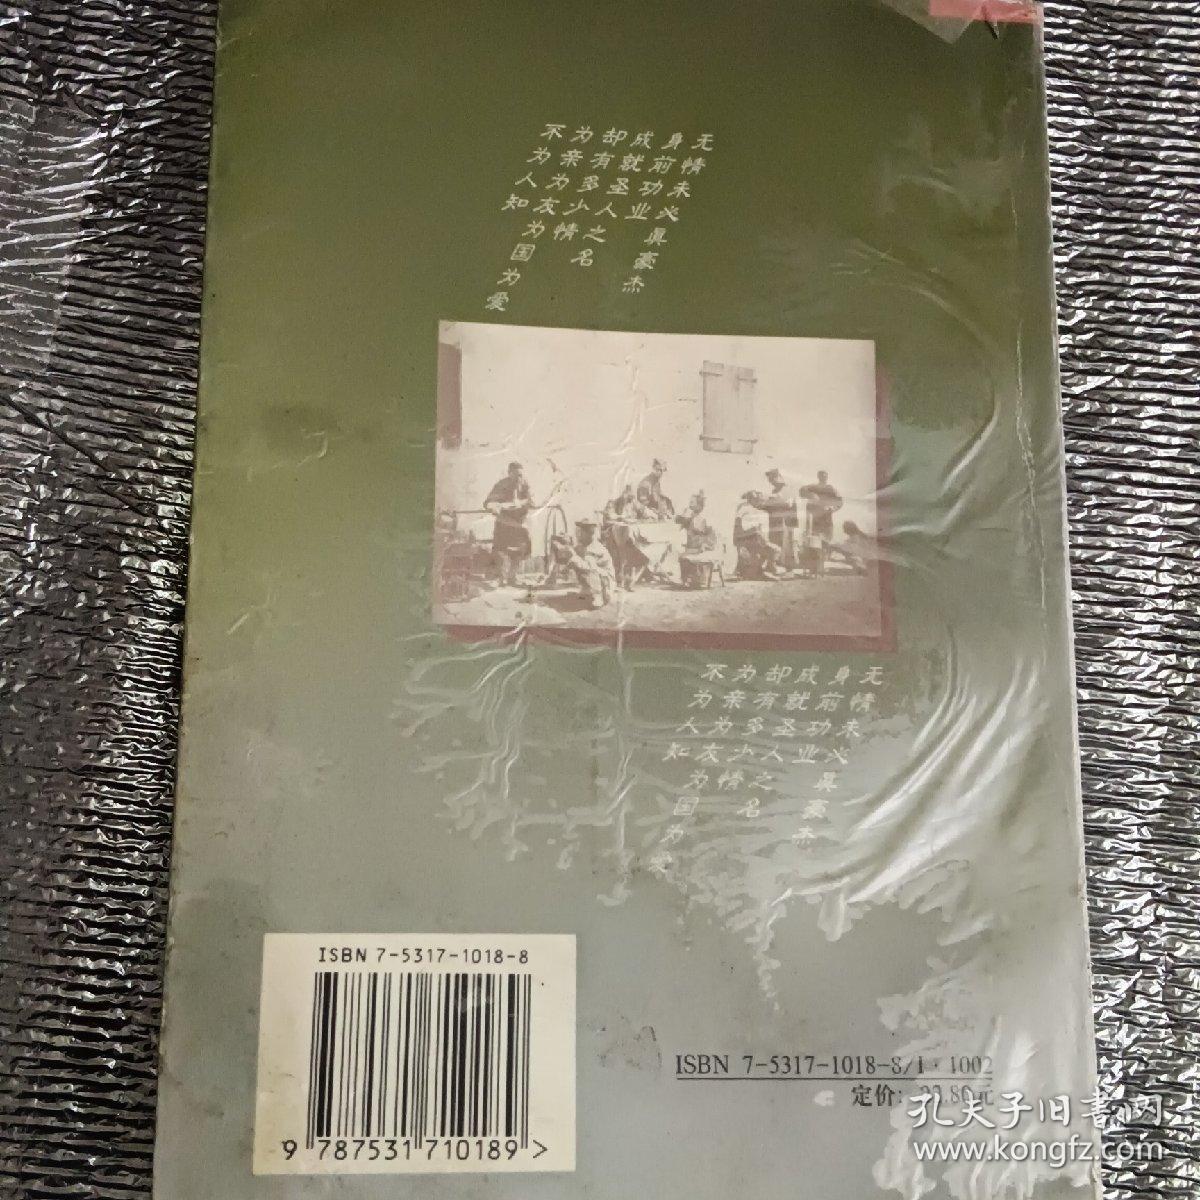 无情未必真豪杰
身前功业
成就圣人之名
却有多少情
为亲为友为国为爱
不为人知
无情未必真豪杰
身前功业
成就圣人之名
却有多少情
为亲为友为国为爱
不为人知
ISBN 7-5317-1018-8
9 787531 710189 >
ISBN 7-5317-1018-8/I·1002
定价:
孔夫子旧书网
www.kongfz.com